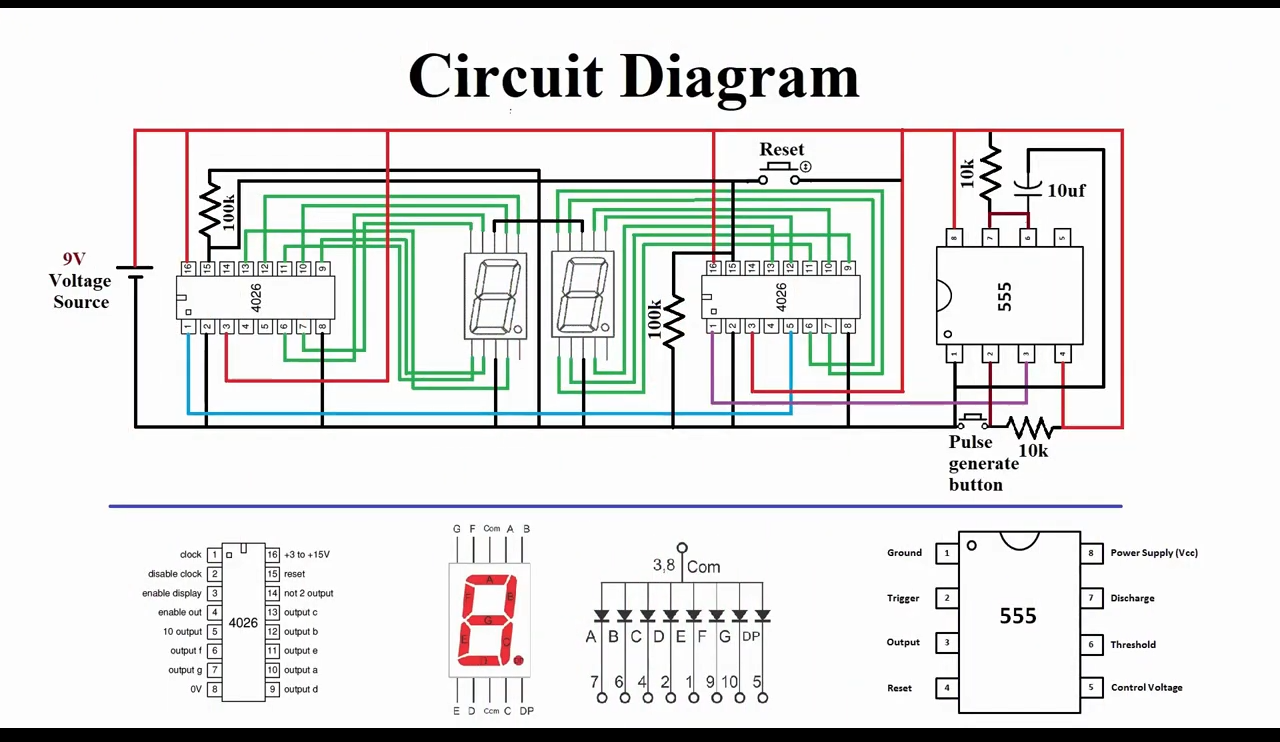 Circuit Diagram
Reset
10k
10uf
100k
9V
Voltage
Source
16 15 14 13 12 11 10 9
4026
1 2 3 4 5 6 7 8
100k
16 15 14 13 12 11 10 9
4026
1 2 3 4 5 6 7 8
8 7 6 5
555
1 2 3 4
Pulse
generate
button
10k
clock 1 16 +3 to +15V
disable clock 2 15 reset
enable display 3 14 not 2 output
enable out 4 13 output c
4026
10 output 5 12 output b
output f 6 11 output e
output g 7 10 output a
0V 8 9 output d
G F Com A B
A
F B
G
E C
D DP
E D Com C DP
3,8 Com
A B C D E F G DP
7 6 4 2 1 9 10 5
Ground 1 8 Power Supply (Vcc)
Trigger 2 7 Discharge
555
Output 3 6 Threshold
Reset 4 5 Control Voltage